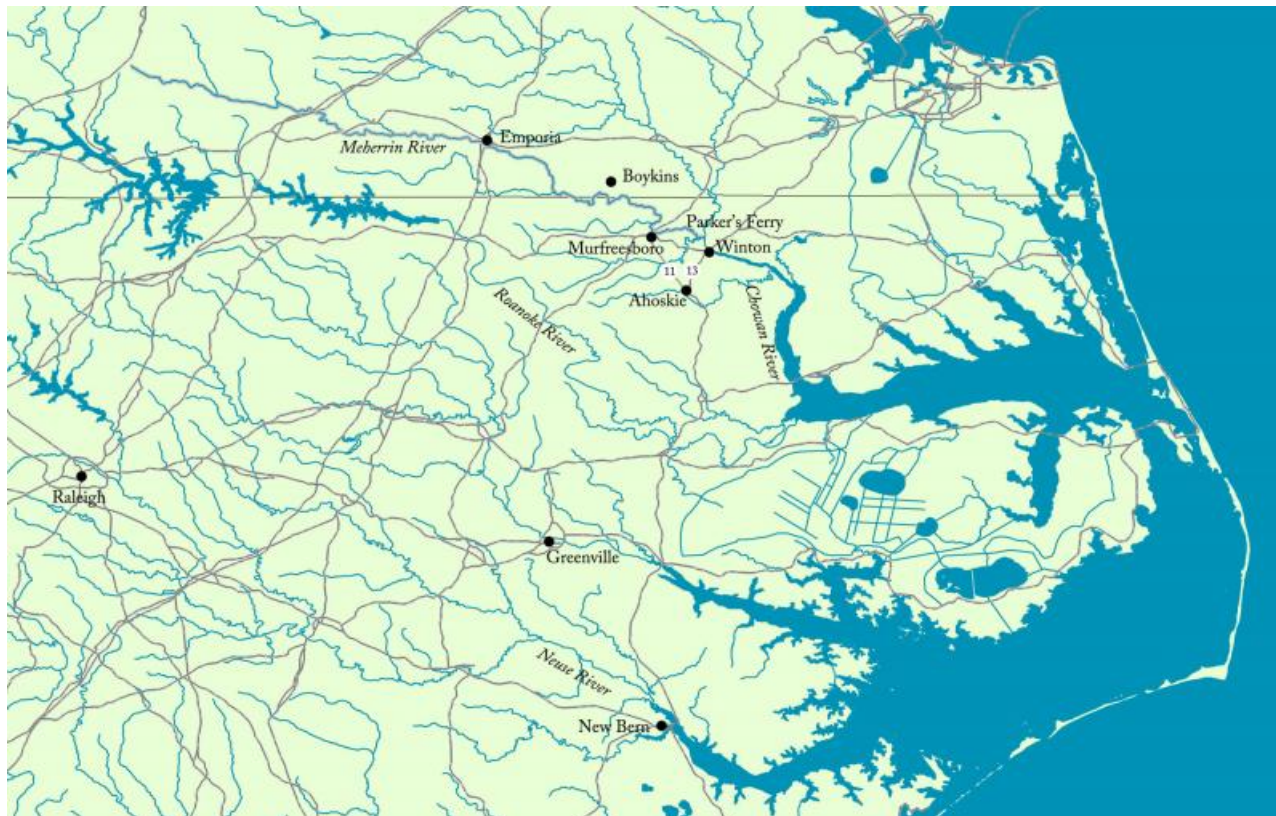 Emporia
Meherrin River
Boykins
Parker's Ferry
Murfreesboro
Winton
11 13
Ahoskie
Roanoke River
Chowan River
Raleigh
Greenville
Neuse River
New Bern